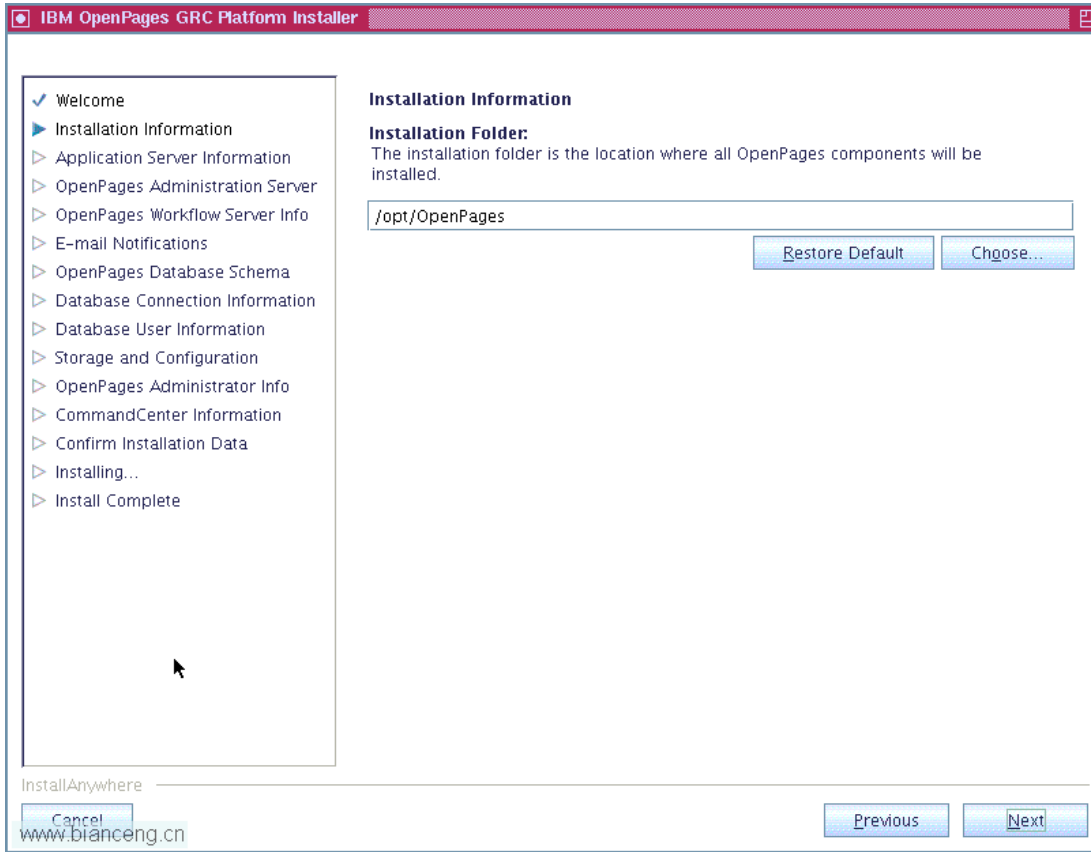 IBM OpenPages GRC Platform Installer
Welcome
Installation Information
Application Server Information
OpenPages Administration Server
OpenPages Workflow Server Info
E-mail Notifications
OpenPages Database Schema
Database Connection Information
Database User Information
Storage and Configuration
OpenPages Administrator Info
CommandCenter Information
Confirm Installation Data
Installing...
Install Complete
Installation Information
Installation Folder:
The installation folder is the location where all OpenPages components will be
installed.
/opt/OpenPages
Restore Default
Choose...
InstallAnywhere
Cancel
Previous
Next
www.bianceng.cn